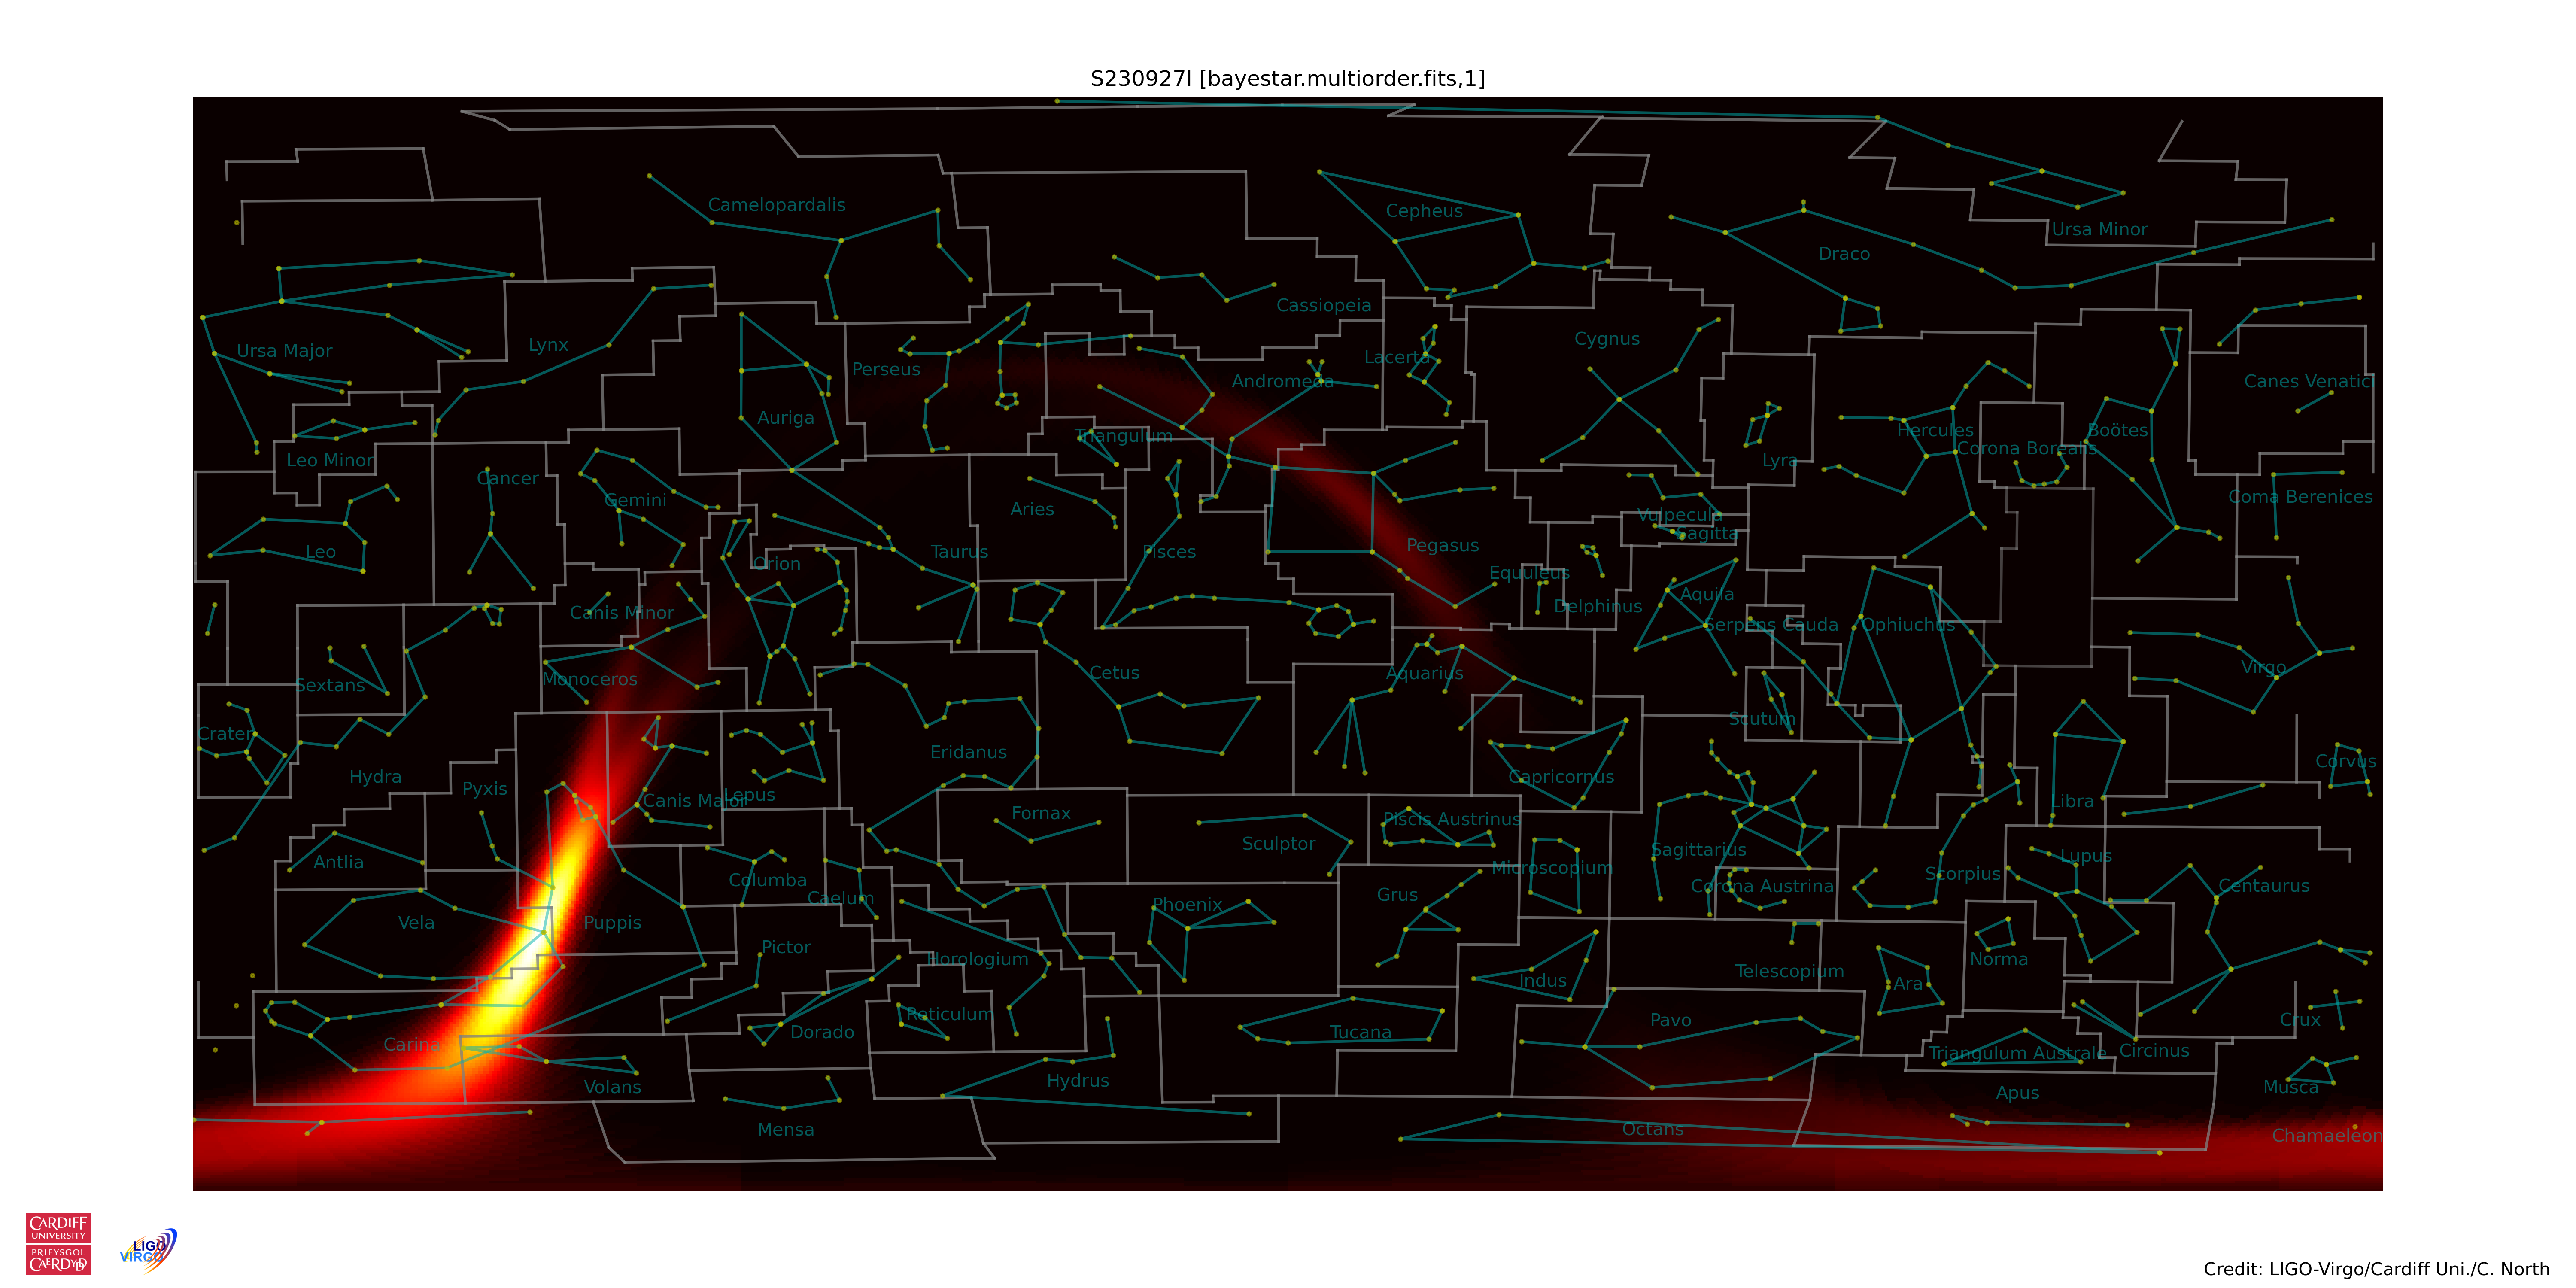 S230927l [bayestar.multiorder.fits,1]
Camelopardalis
Cepheus
Ursa Minor
Draco
Cassiopeia
Ursa Major
Lynx
Cygnus
Lacerta
Perseus
Andromeda
Canes Venatici
Auriga
Triangulum
Hercules
Boötes
Corona Borealis
Leo Minor
Lyra
Cancer
Gemini
Coma Berenices
Aries
Vulpecula
Sagitta
Leo
Orion
Taurus
Pisces
Pegasus
Equuleus
Canis Minor
Delphinus
Aquila
Serpens Cauda
Ophiuchus
Sextans
Monoceros
Cetus
Aquarius
Virgo
Crater
Scutum
Eridanus
Hydra
Capricornus
Corvus
Pyxis
Canis Major
Lepus
Libra
Fornax
Piscis Austrinus
Sculptor
Antlia
Sagittarius
Lupus
Microscopium
Columba
Corona Austrina
Scorpius
Centaurus
Caelum
Grus
Phoenix
Vela
Puppis
Pictor
Horologium
Norma
Telescopium
Indus
Ara
Reticulum
Dorado
Tucana
Pavo
Crux
Carina
Triangulum Australe
Circinus
Volans
Hydrus
Apus
Musca
Mensa
Octans
Chamaeleon
CARDIFF
UNIVERSITY
PRIFYSGOL
CAERDYDD
LIGO
VIRGO
Credit: LIGO-Virgo/Cardiff Uni./C. North